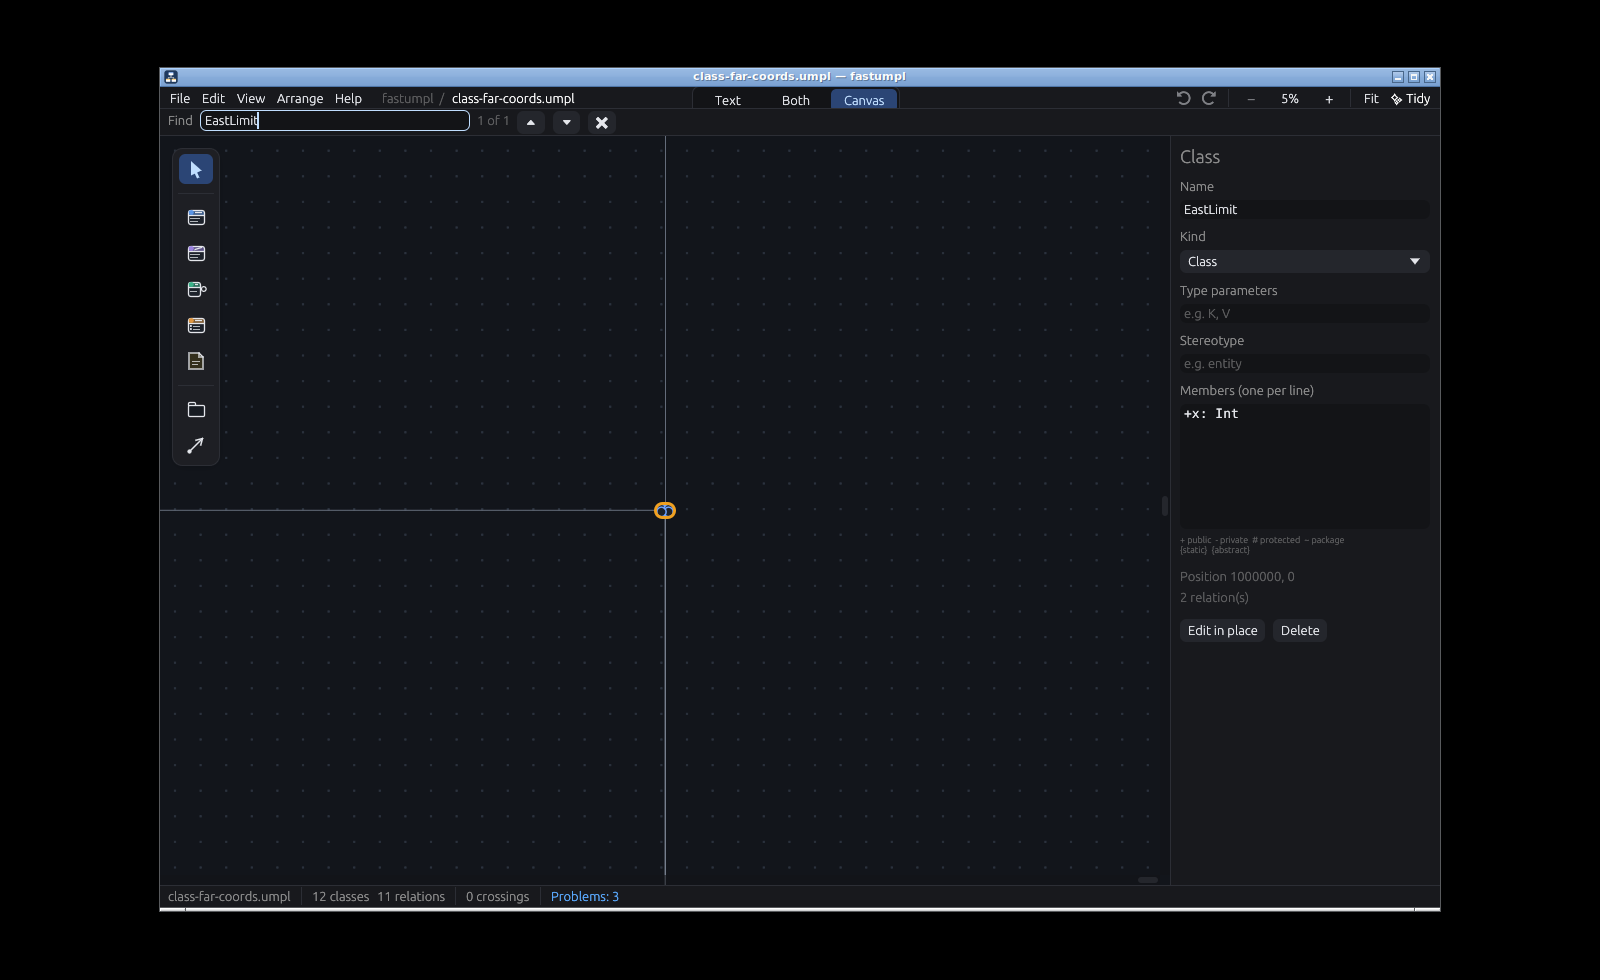 class-far-coords.umpl — fastumpl
File Edit View Arrange Help fastumpl / class-far-coords.umpl Text Both Canvas − 5% + Fit Tidy
Find EastLimit 1 of 1
Class
Name
EastLimit
Kind
Class
Type parameters
e.g. K, V
Stereotype
e.g. entity
Members (one per line)
+x: Int
+ public - private # protected ~ package
{static} {abstract}
Position 1000000, 0
2 relation(s)
Edit in place Delete
class-far-coords.umpl 12 classes 11 relations 0 crossings Problems: 3